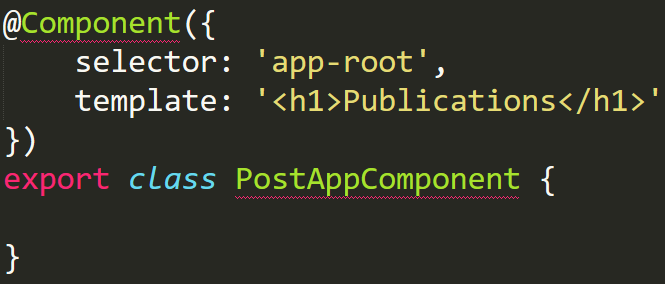 @Component({
    selector: 'app-root',
    template: '<h1>Publications</h1>'
})
export class PostAppComponent {
}